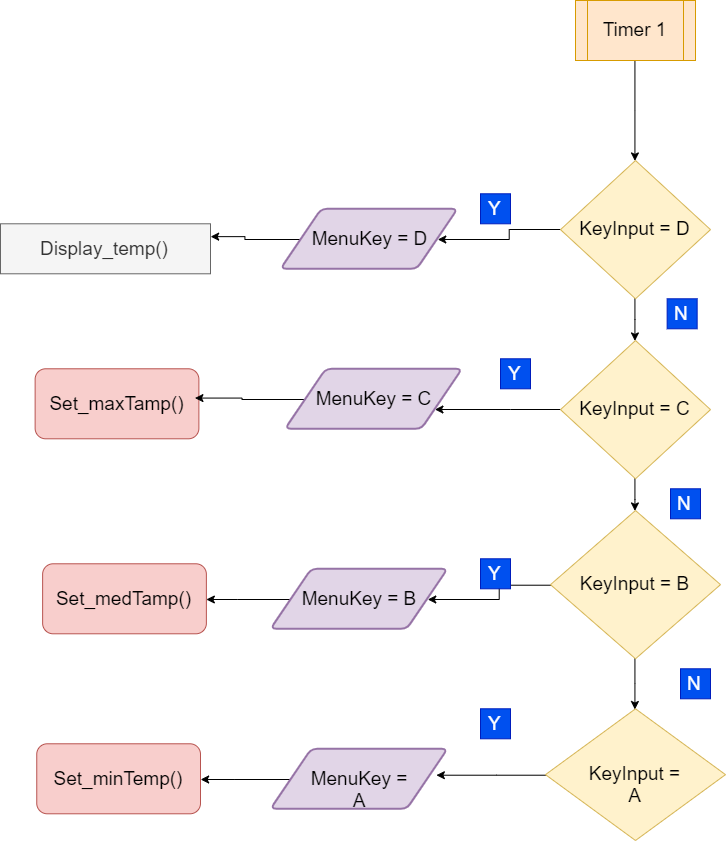 Timer 1
Y
MenuKey = D
KeyInput = D
Display_temp()
N
Y
MenuKey = C
KeyInput = C
Set_maxTamp()
N
Y
MenuKey = B
KeyInput = B
Set_medTamp()
N
Y
MenuKey =
A
KeyInput =
A
Set_minTemp()